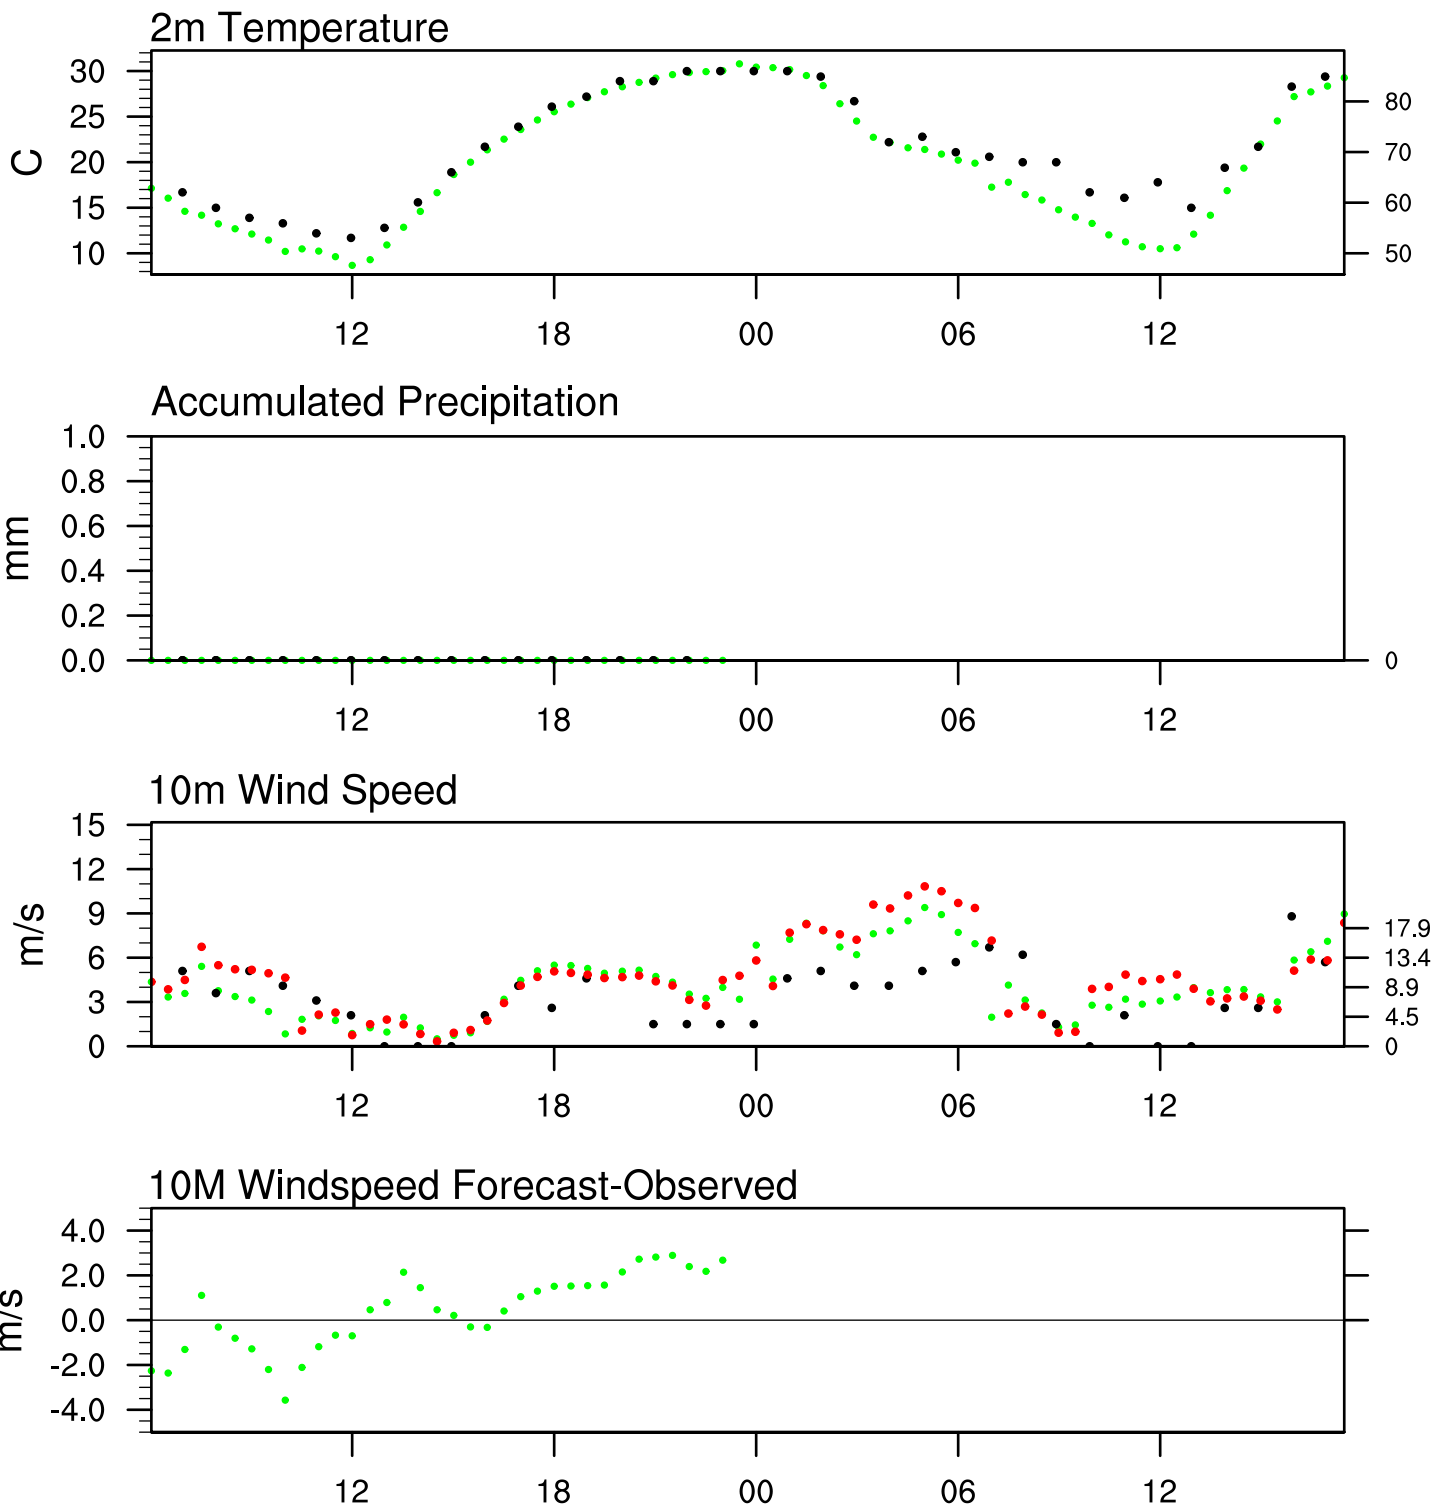 2m Temperature
30
25
20
15
10
C
80
70
60
50
12 18 00 06 12
Accumulated Precipitation
1.0
0.8
0.6
0.4
0.2
0.0
mm
0
12 18 00 06 12
10m Wind Speed
15
12
9
6
3
0
m/s
17.9
13.4
8.9
4.5
0
12 18 00 06 12
10M Windspeed Forecast-Observed
4.0
2.0
0.0
-2.0
-4.0
m/s
12 18 00 06 12